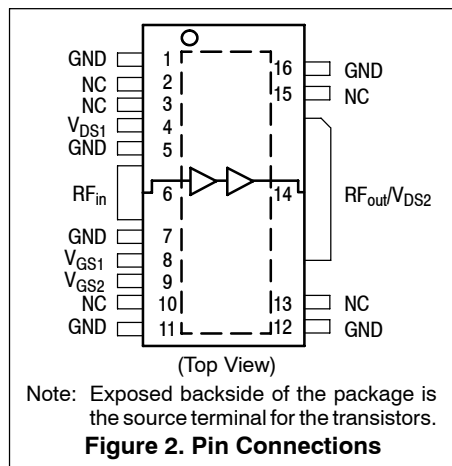 GND 1 16 GND
NC 2 15 NC
NC 3
VDS1 4
GND 5
RFin 6 14 RFout/VDS2
GND 7
VGS1 8
VGS2 9
NC 10 13 NC
GND 11 12 GND
(Top View)
Note: Exposed backside of the package is
the source terminal for the transistors.
Figure 2. Pin Connections